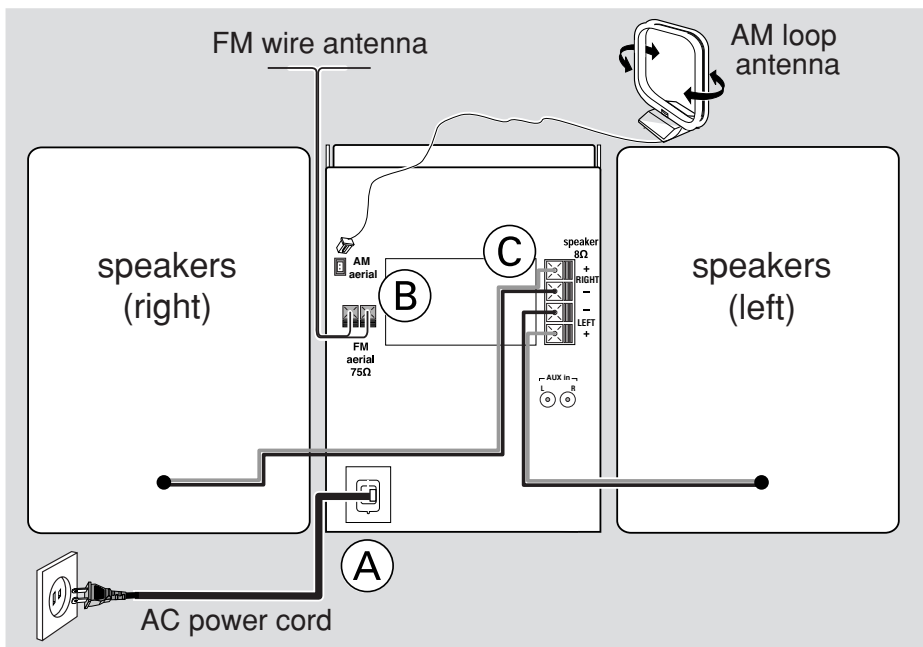 FM wire antenna
AM loop
antenna
speakers
(right)
AM
aerial
B
FM
aerial
75Ω
C
speaker
8Ω
+
RIGHT
−
−
LEFT
+
AUX in
L R
speakers
(left)
A
AC power cord